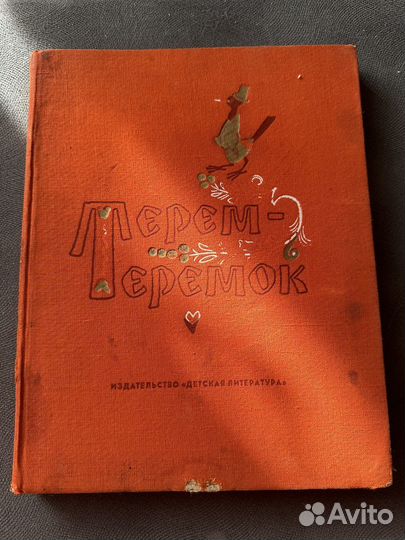 ТЕРЕМ-
ТЕРЕМОК
ИЗДАТЕЛЬСТВО «ДЕТСКАЯ ЛИТЕРАТУРА»
Avito